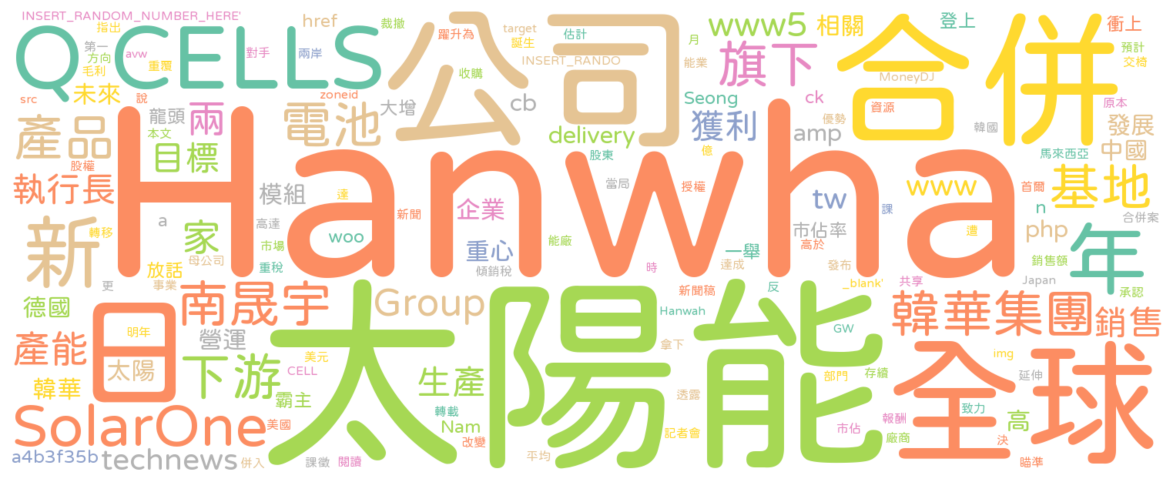 INSERT_RANDOM_NUMBER_HERE'
指出
第一
方向
avw
毛利
重覆
Q CELLS
未來
src
href
對手
兩岸
裁撤
躍升為
target
誕生
估計
收購
INSERT_RANDO
zoneid
公司
月
能業
www5
相關
登上
衝上
預計
交椅
旗下
合併
MoneyDJ
資源
原本
產品
龍頭
兩
本文
目標
股權
電池
大增
cb
delivery
股東
Seong
獲利
ck
優勢
amp
億
韓國
馬來西亞
發展
中國
執行長
模組
Hanwha
新聞
企業
當局
授權
tw
課
www
首爾
基地
n
合併案
新
轉移
a
家
高速
市場
母公司
重稅
woo
達
重心
傾銷稅
能廠
時
一舉
達成
高於
市佔率
發布
遭
php
銷售額
年
放話
事業
更
德國
南晟宇
Group
太陽能
新聞稿
Hanwah
反
_blank'
共享
Japan
承認
產能
日
明年
太陽
營運
下游
美元
CELL
霸主
生產
轉載
Nam
改變
拿下
透露
記者會
平均
GW
部門
存續
市佔
韓華集團
銷售
img
延伸
致力
高
報酬
廠商
決
瞄準
全球
韓華
SolarOne
美國
a4b3f35b
technews
併入
課徵
閱讀
說